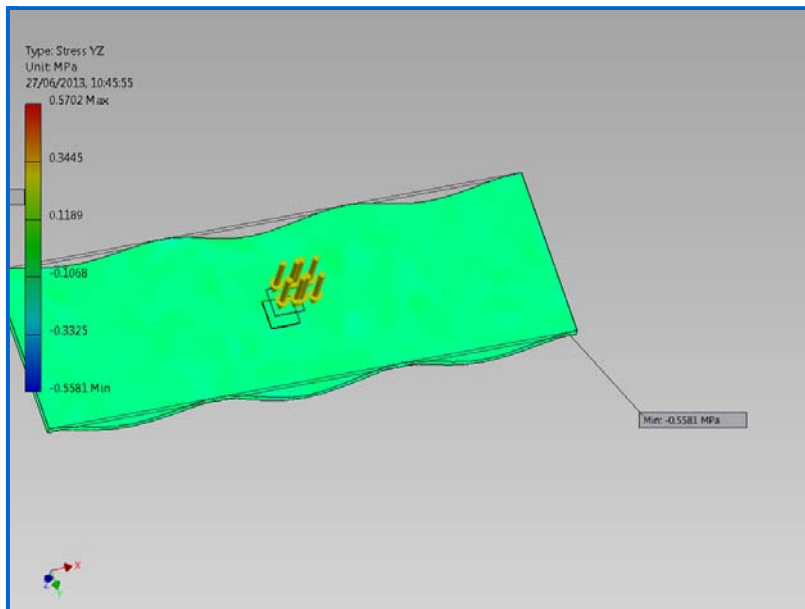 Type: Stress YZ
Unit: MPa
27/06/2013, 10:45:55
0.5702 Max
0.3445
0.1189
-0.1068
-0.3325
-0.5581 Min
Min: -0.5581 MPa
X
Z
Y